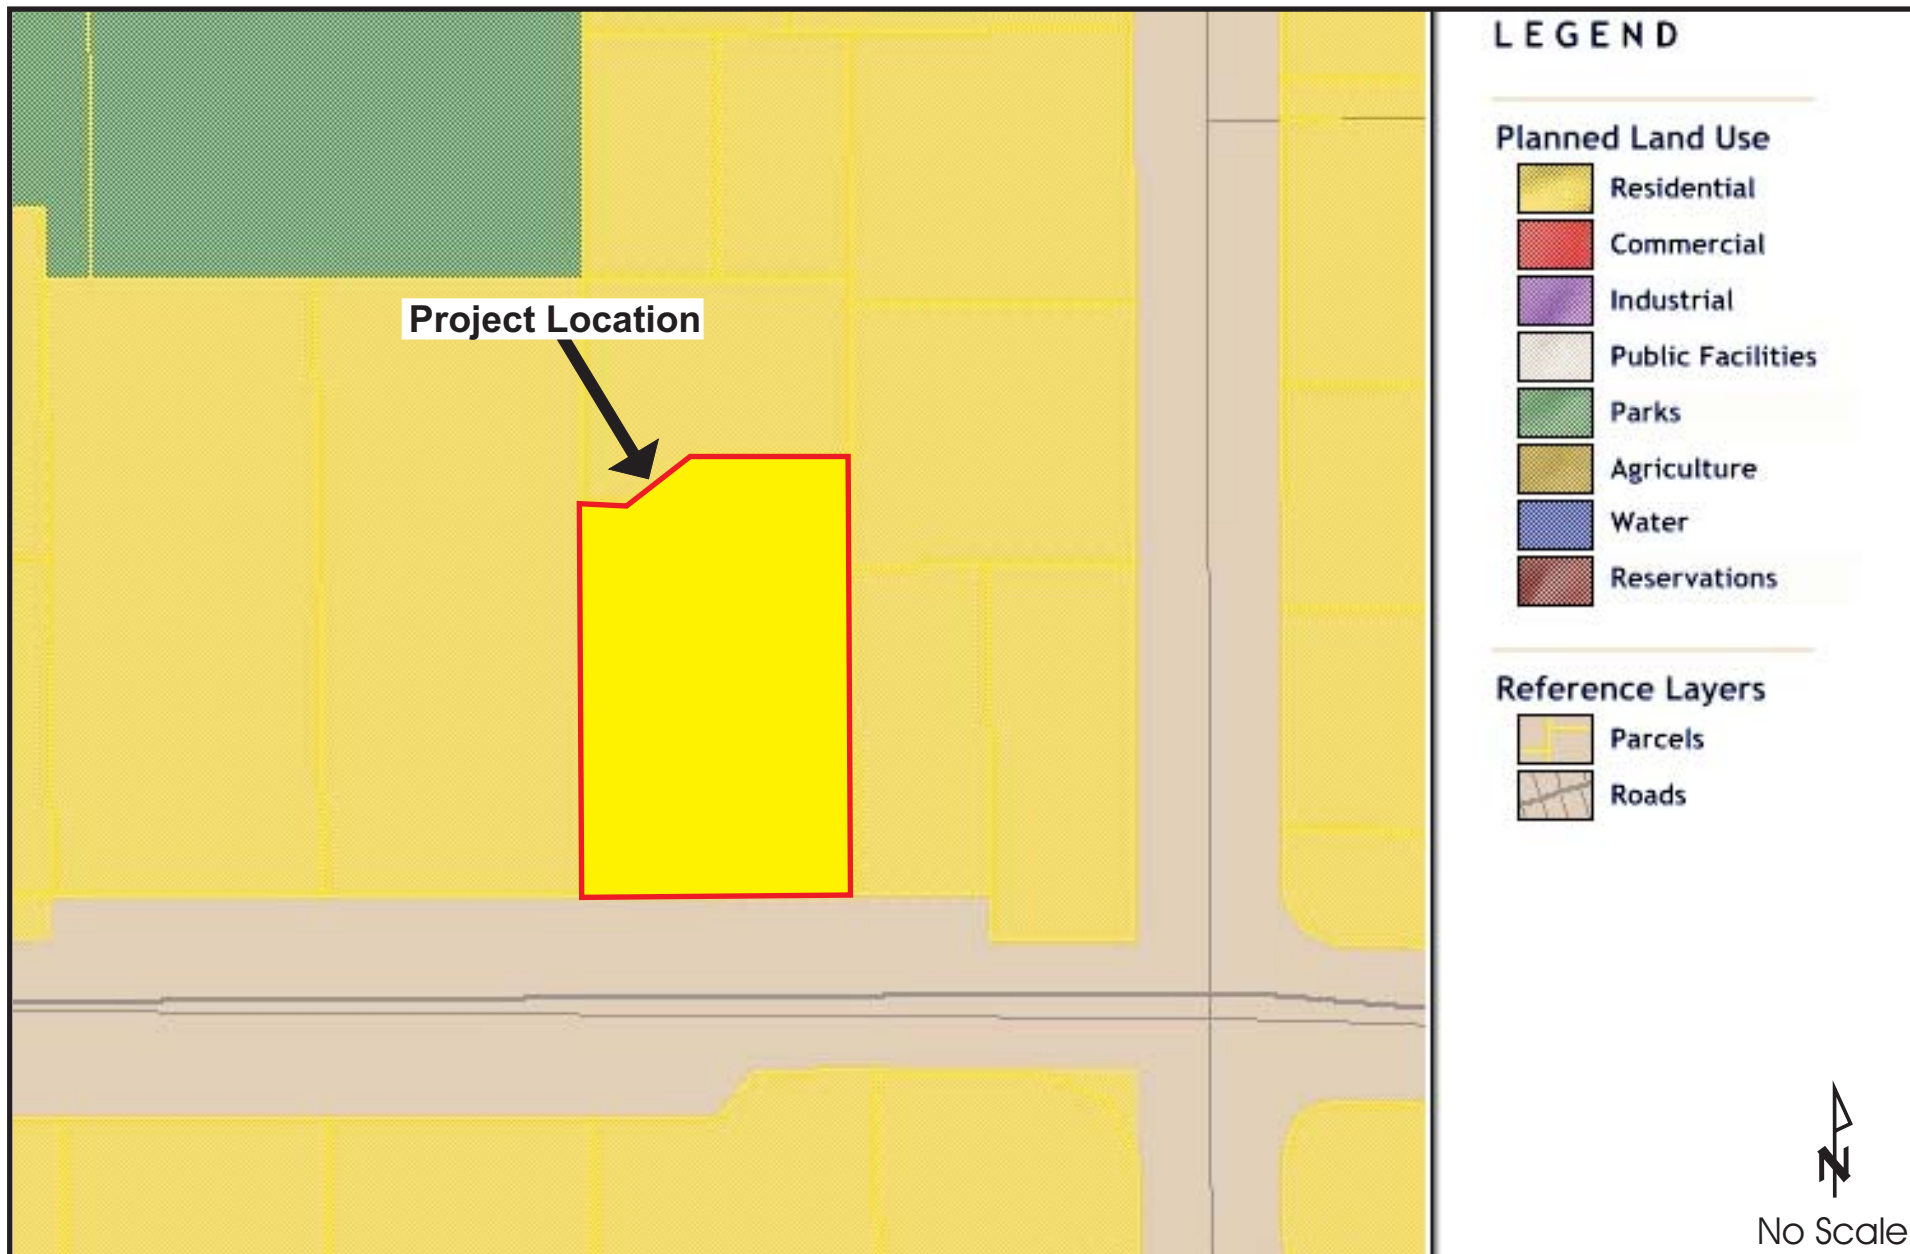 Project Location
LEGEND
Planned Land Use
Residential
Commercial
Industrial
Public Facilities
Parks
Agriculture
Water
Reservations
Reference Layers
Parcels
Roads
N
No Scale